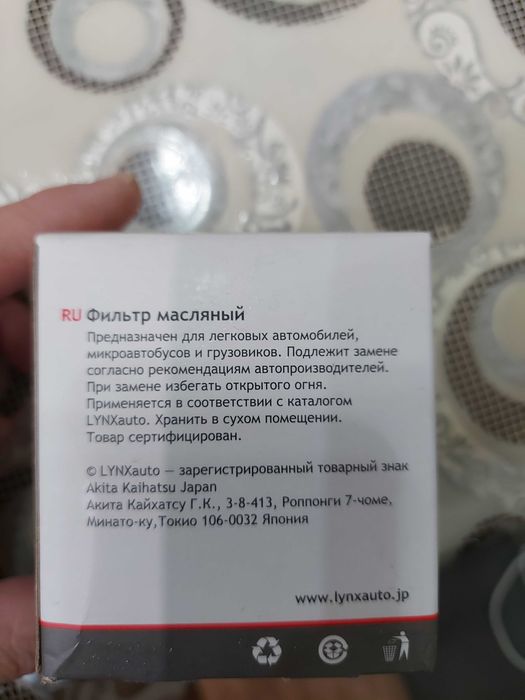 RU Фильтр масляный
Предназначен для легковых автомобилей,
микроавтобусов и грузовиков. Подлежит замене
согласно рекомендациям автопроизводителей.
При замене избегать открытого огня.
Применяется в соответствии с каталогом
LYNXauto. Хранить в сухом помещении.
Товар сертифицирован.
© LYNXauto — зарегистрированный товарный знак
Akita Kaihatsu Japan
Акита Кайхатсу Г.К., 3-8-413, Роппонги 7-чоме,
Минато-ку,Токио 106-0032 Япония
www.lynxauto.jp